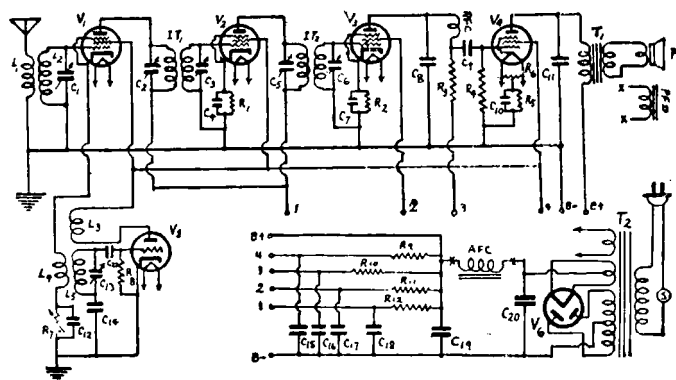 V1
IT1
V2
IT2
V3
RFC
V4
T1
L1
L2
C1
C2
C3
C4
R1
C5
C6
C7
R2
C8
C9
R3
R4
R6
C10
R5
C11
1
2
3
4
B-
B+
L3
V5
L4
L5
C13
R8
R7
C12
C14
B+
4
3
2
1
B-
R9
R10
R11
R12
AFC
C15
C16
C17
C18
C19
C20
V6
T2